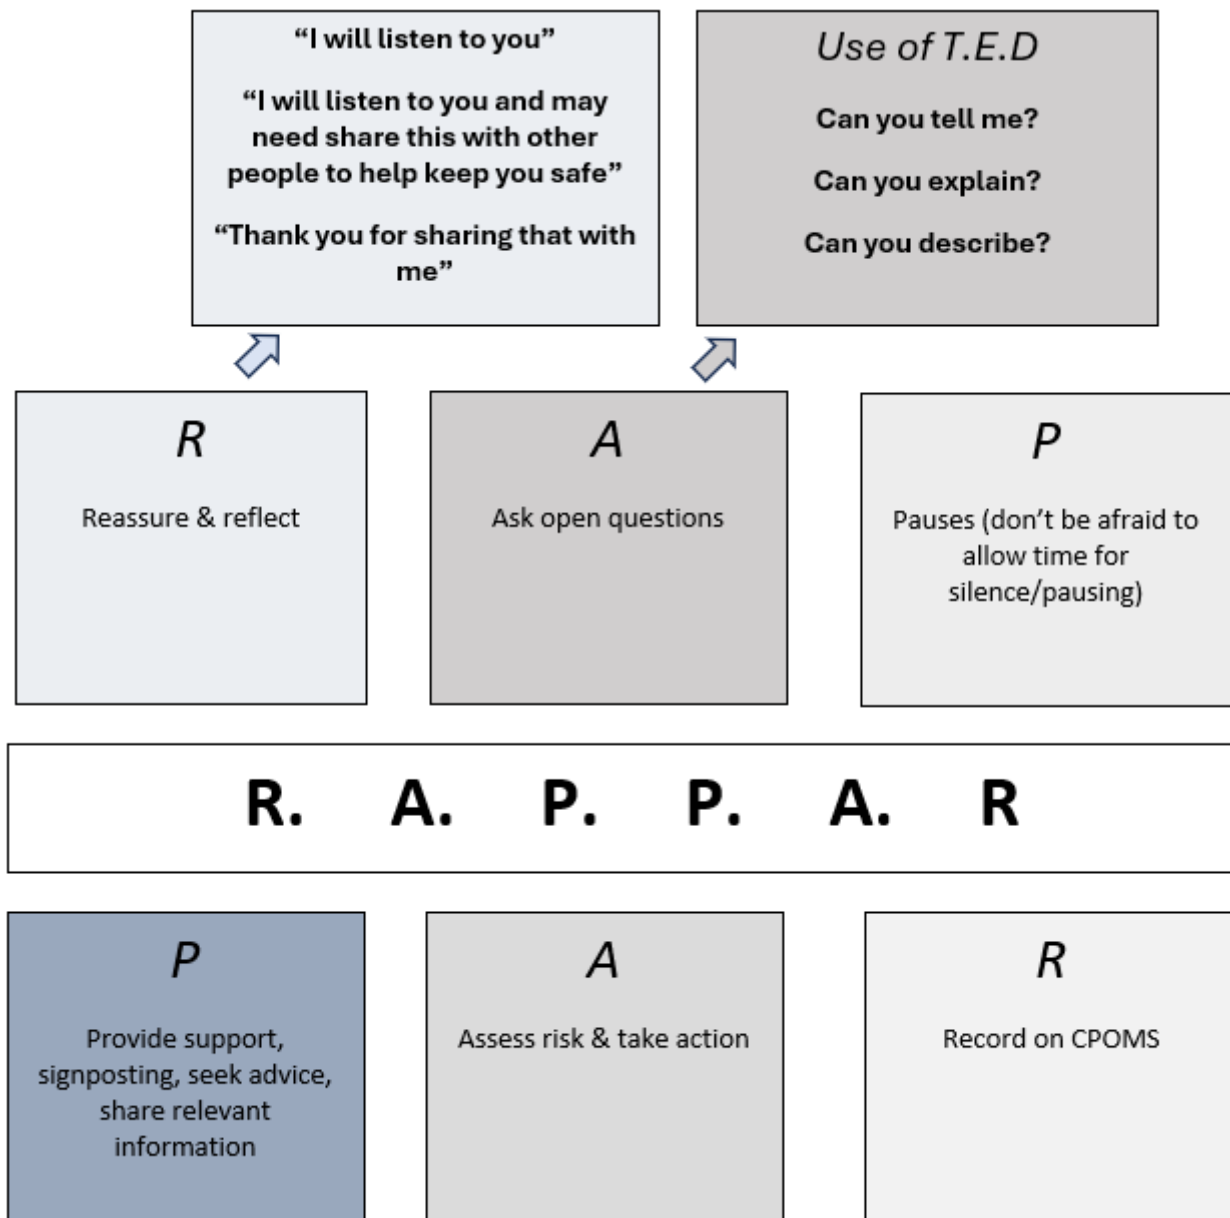 “I will listen to you”
“I will listen to you and may
need share this with other
people to help keep you safe”
“Thank you for sharing that with
me”
Use of T.E.D
Can you tell me?
Can you explain?
Can you describe?
R
Reassure & reflect
A
Ask open questions
P
Pauses (don’t be afraid to
allow time for
silence/pausing)
R. A. P. P. A. R
P
Provide support,
signposting, seek advice,
share relevant
information
A
Assess risk & take action
R
Record on CPOMS